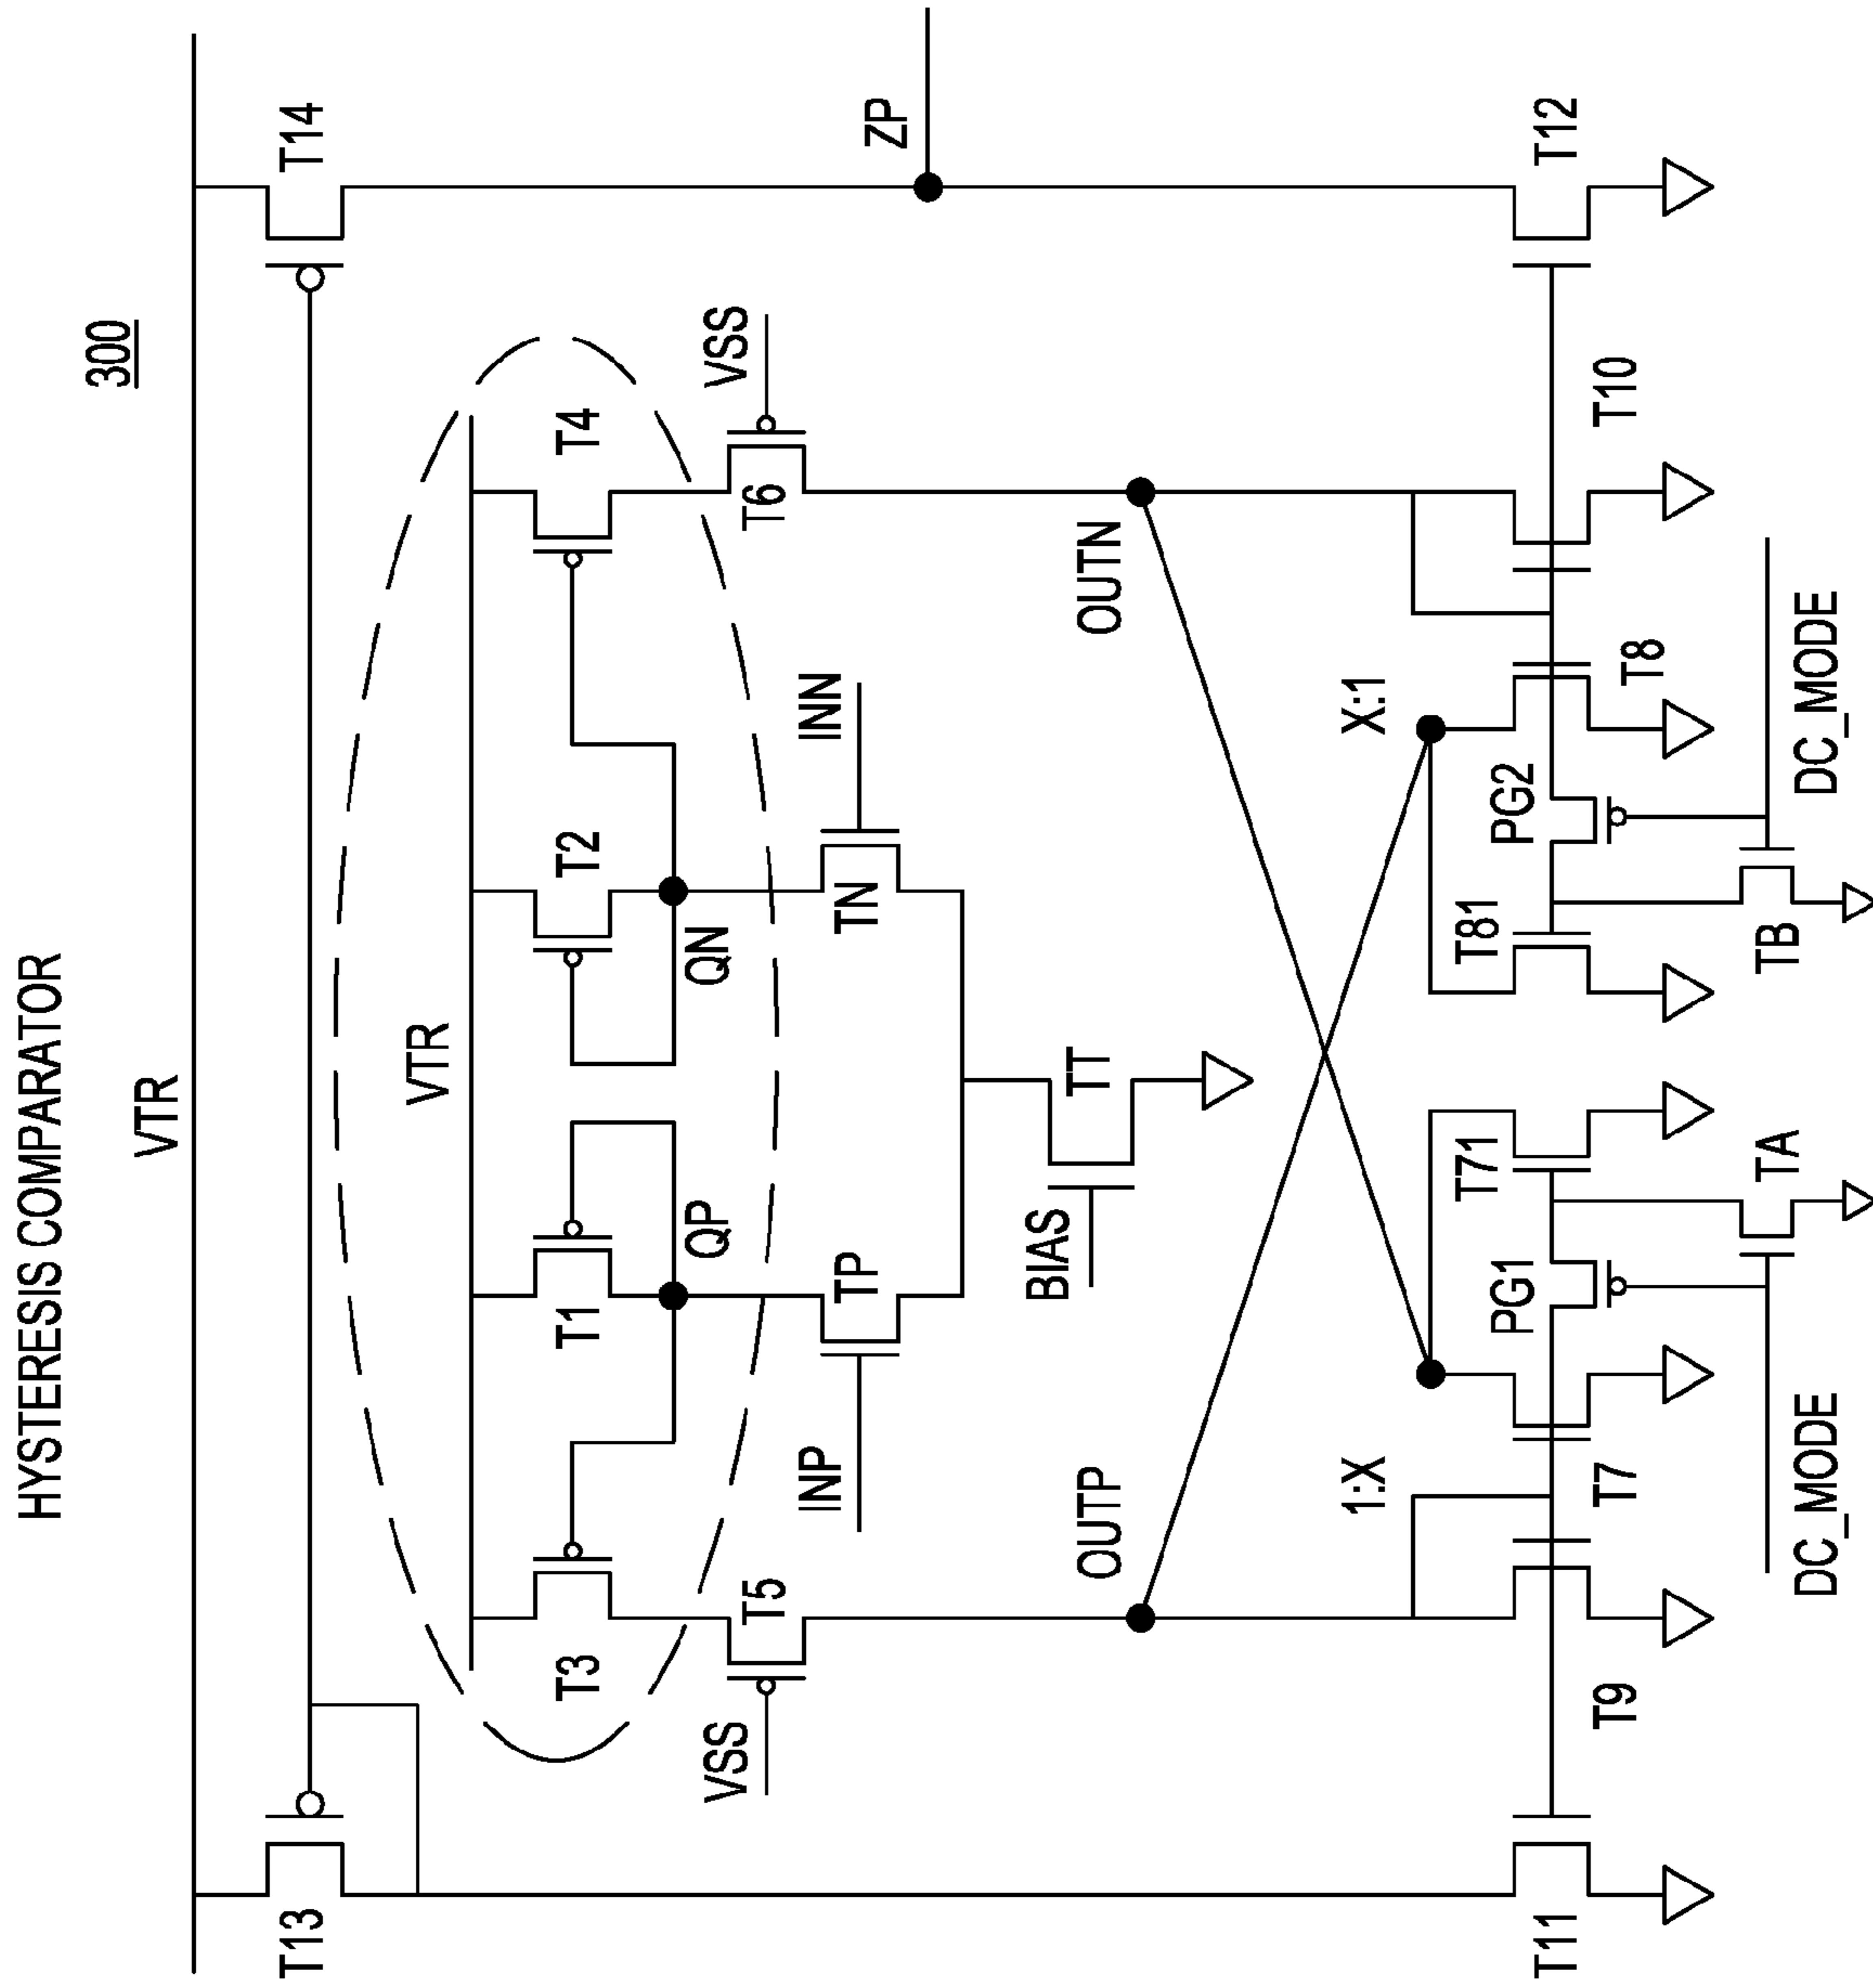 HYSTERESIS COMPARATOR
300
VTR
T13
T14
VTR
T3
T1
T2
T4
VSS
T5
QP
QN
T6
VSS
INP
TP
TN
INN
ZP
BIAS
TT
OUTP
OUTN
1:X
X:1
T71
T81
PG1
PG2
T11
T9
T7
T8
T10
T12
TA
TB
DC_MODE
DC_MODE